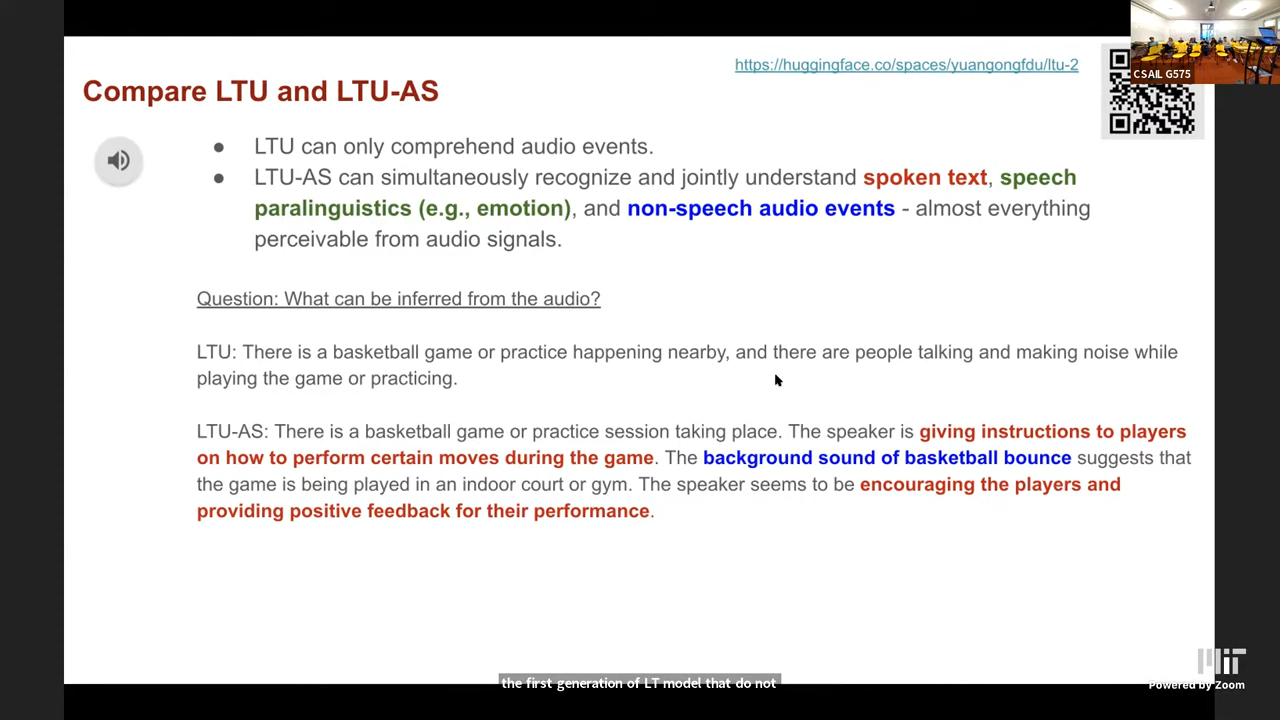 https://huggingface.co/spaces/yuangongfdu/ltu-2
CSAIL G575
Compare LTU and LTU-AS
● LTU can only comprehend audio events.
● LTU-AS can simultaneously recognize and jointly understand spoken text, speech
paralinguistics (e.g., emotion), and non-speech audio events - almost everything
perceivable from audio signals.
Question: What can be inferred from the audio?
LTU: There is a basketball game or practice happening nearby, and there are people talking and making noise while
playing the game or practicing.
LTU-AS: There is a basketball game or practice session taking place. The speaker is giving instructions to players
on how to perform certain moves during the game. The background sound of basketball bounce suggests that
the game is being played in an indoor court or gym. The speaker seems to be encouraging the players and
providing positive feedback for their performance.
the first generation of LT model that do not
MIT
Powered by Zoom